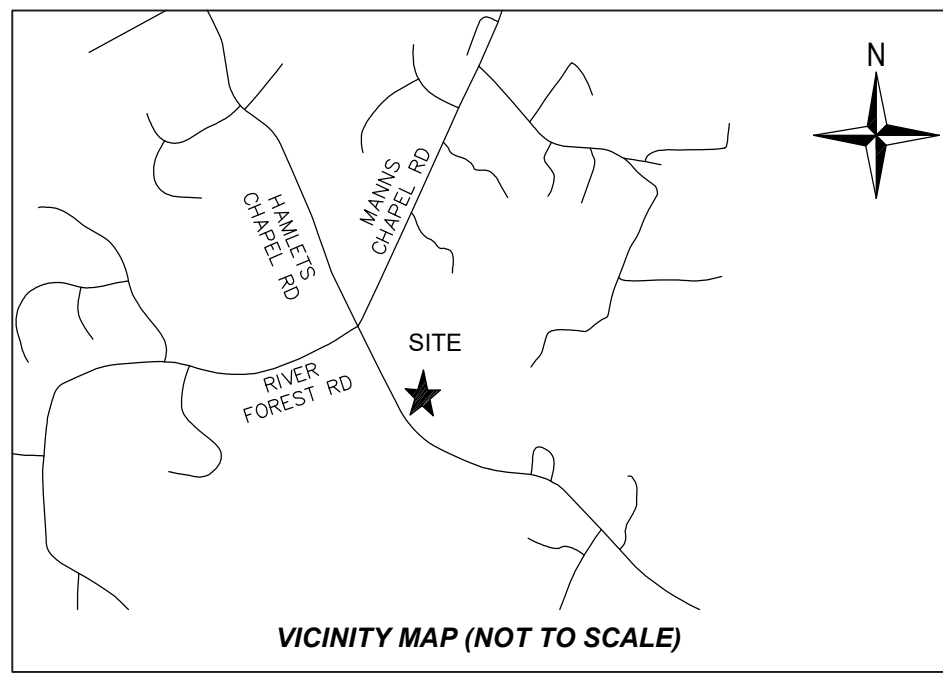 N
HAMLETS
CHAPEL RD
MANNS
CHAPEL RD
SITE
RIVER
FOREST RD
VICINITY MAP (NOT TO SCALE)